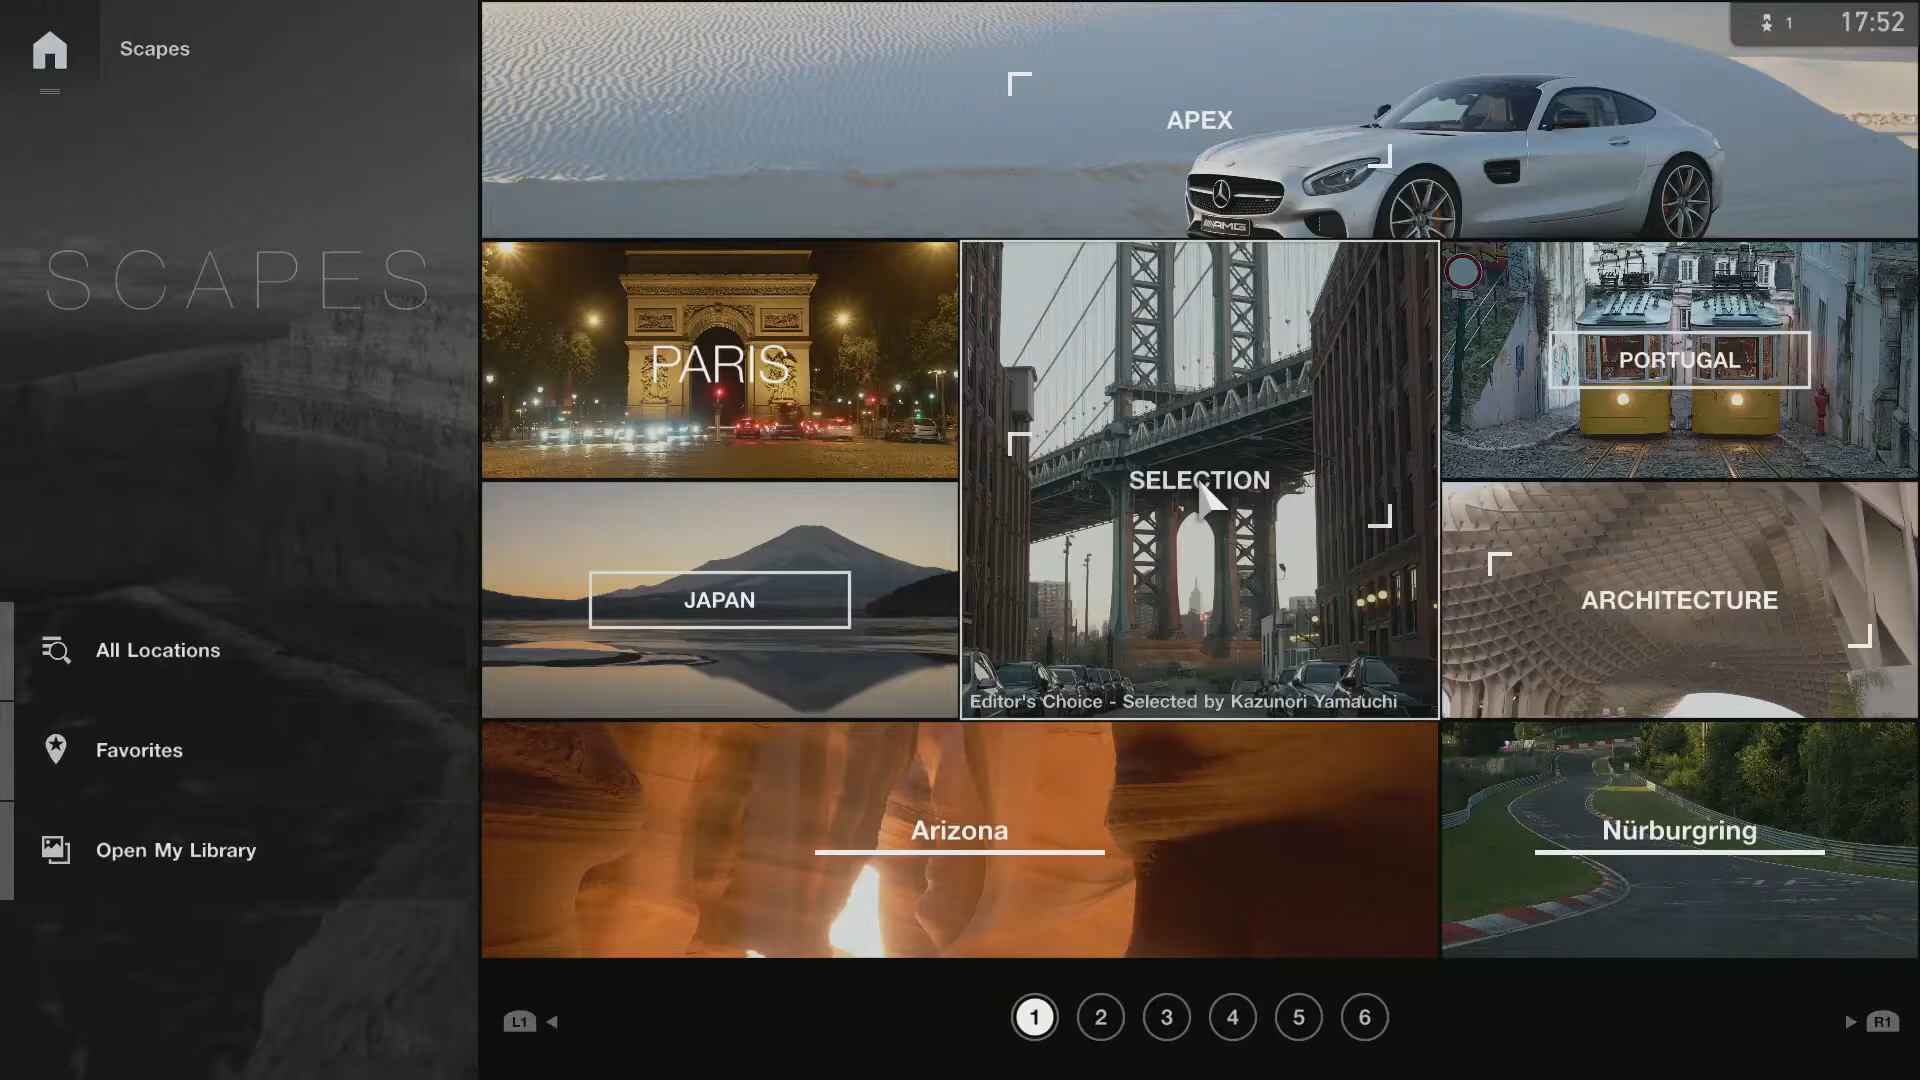 Scapes
1
17:52
APEX
AMG
SCAPES
PARIS
PORTUGAL
SELECTION
JAPAN
ARCHITECTURE
Editor's Choice - Selected by Kazunori Yamauchi
All Locations
Favorites
Open My Library
Arizona
Nürburgring
L1
1
2
3
4
5
6
R1